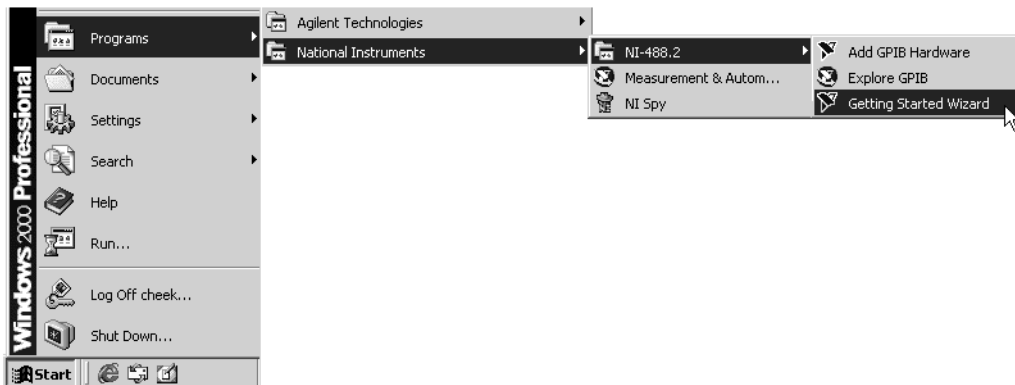 Windows 2000 Professional
Programs
Documents
Settings
Search
Help
Run...
Log Off cheek...
Shut Down...
Start
Agilent Technologies
National Instruments
NI-488.2
Measurement & Autom...
NI Spy
Add GPIB Hardware
Explore GPIB
Getting Started Wizard